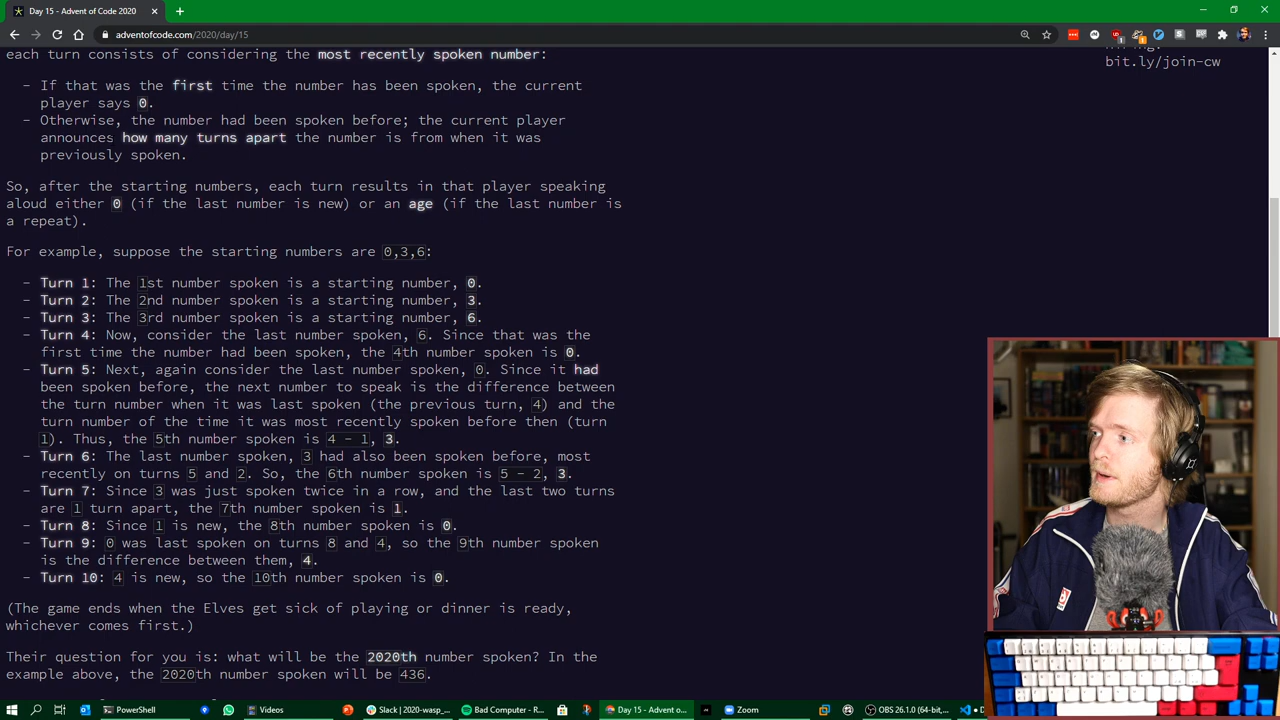 Day 15 - Advent of Code 2020
adventofcode.com/2020/day/15
each turn consists of considering the most recently spoken number:
bit.ly/join-cw
- If that was the first time the number has been spoken, the current
player says 0.
- Otherwise, the number had been spoken before; the current player
announces how many turns apart the number is from when it was
previously spoken.
So, after the starting numbers, each turn results in that player speaking
aloud either 0 (if the last number is new) or an age (if the last number is
a repeat).
For example, suppose the starting numbers are 0,3,6:
- Turn 1: The 1st number spoken is a starting number, 0.
- Turn 2: The 2nd number spoken is a starting number, 3.
- Turn 3: The 3rd number spoken is a starting number, 6.
- Turn 4: Now, consider the last number spoken, 6. Since that was the
first time the number had been spoken, the 4th number spoken is 0.
- Turn 5: Next, again consider the last number spoken, 0. Since it had
been spoken before, the next number to speak is the difference between
the turn number when it was last spoken (the previous turn, 4) and the
turn number of the time it was most recently spoken before then (turn
1). Thus, the 5th number spoken is 4 - 1, 3.
- Turn 6: The last number spoken, 3 had also been spoken before, most
recently on turns 5 and 2. So, the 6th number spoken is 5 - 2, 3.
- Turn 7: Since 3 was just spoken twice in a row, and the last two turns
are 1 turn apart, the 7th number spoken is 1.
- Turn 8: Since 1 is new, the 8th number spoken is 0.
- Turn 9: 0 was last spoken on turns 8 and 4, so the 9th number spoken
is the difference between them, 4.
- Turn 10: 4 is new, so the 10th number spoken is 0.
(The game ends when the Elves get sick of playing or dinner is ready,
whichever comes first.)
Their question for you is: what will be the 2020th number spoken? In the
example above, the 2020th number spoken will be 436.
PowerShell
Videos
Slack | 2020-wasp_...
Bad Computer - R...
Day 15 - Advent o...
Zoom
OBS 26.1.0 (64-bit,...